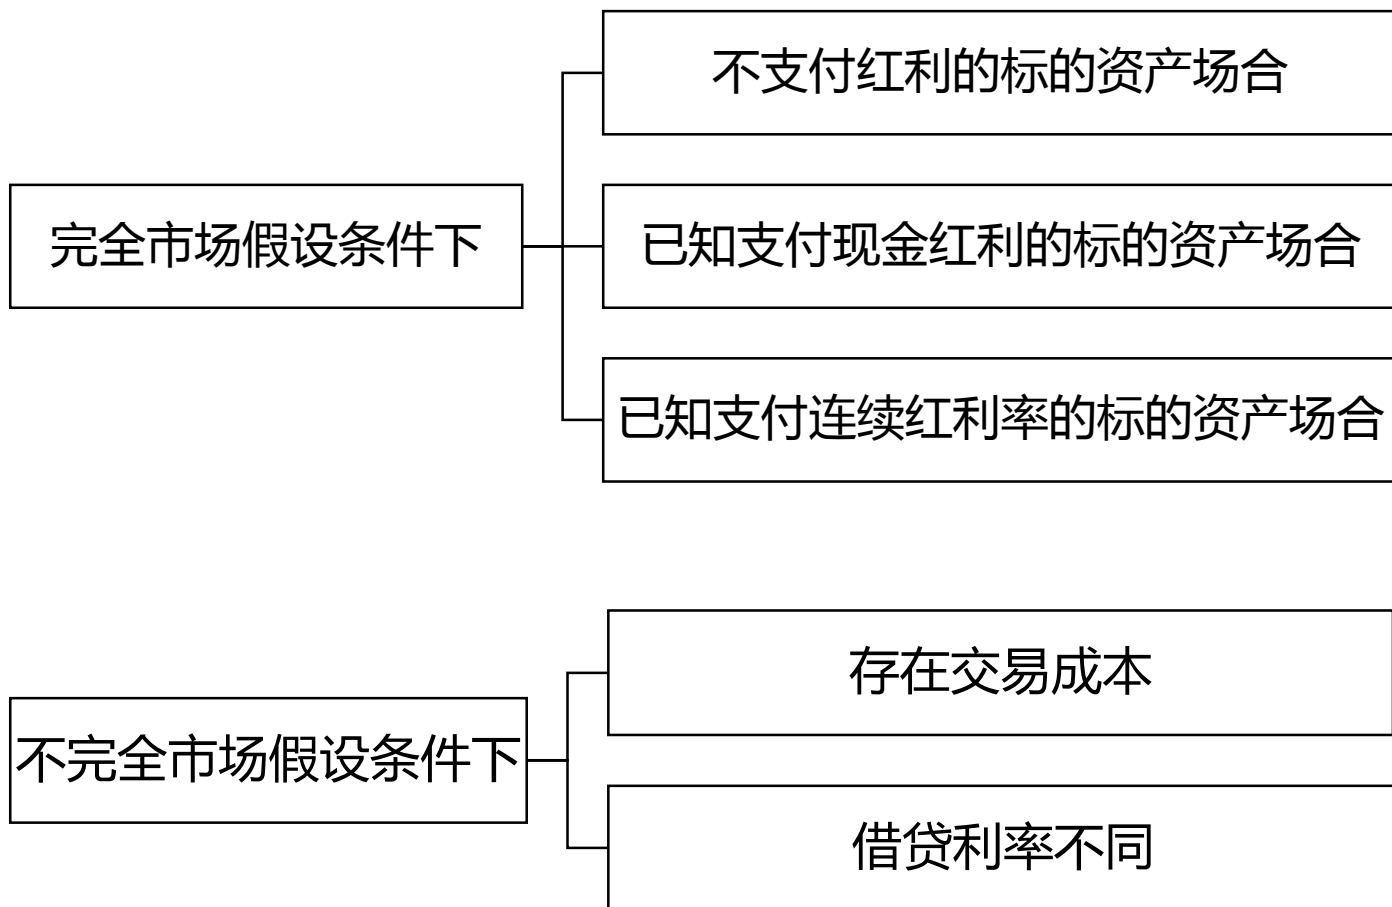 不支付红利的标的资产场合
完全市场假设条件下
已知支付现金红利的标的资产场合
已知支付连续红利率的标的资产场合
存在交易成本
不完全市场假设条件下
借贷利率不同